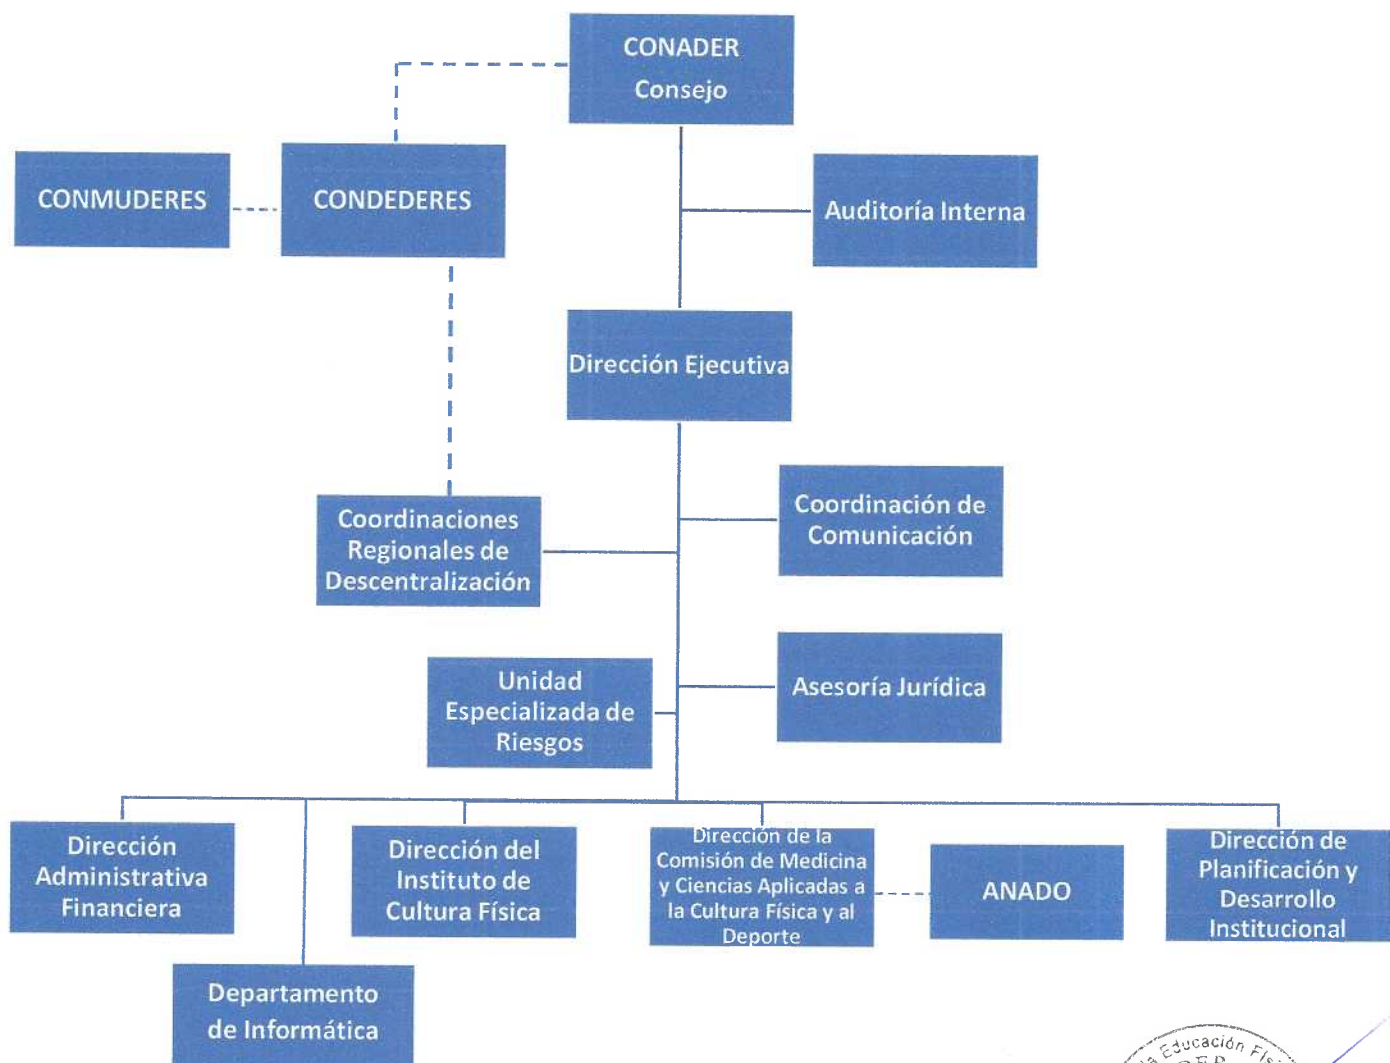 CONADER
Consejo
CONMUDERES
CONDEDERES
Auditoría Interna
Dirección Ejecutiva
Coordinaciones
Regionales de
Descentralización
Coordinación de
Comunicación
Unidad
Especializada de
Riesgos
Asesoría Jurídica
Dirección
Administrativa
Financiera
Dirección del
Instituto de
Cultura Física
Dirección de la
Comisión de Medicina
y Ciencias Aplicadas a
la Cultura Física y al
Deporte
ANADO
Dirección de
Planificación y
Desarrollo
Institucional
Departamento
de Informática
Educación